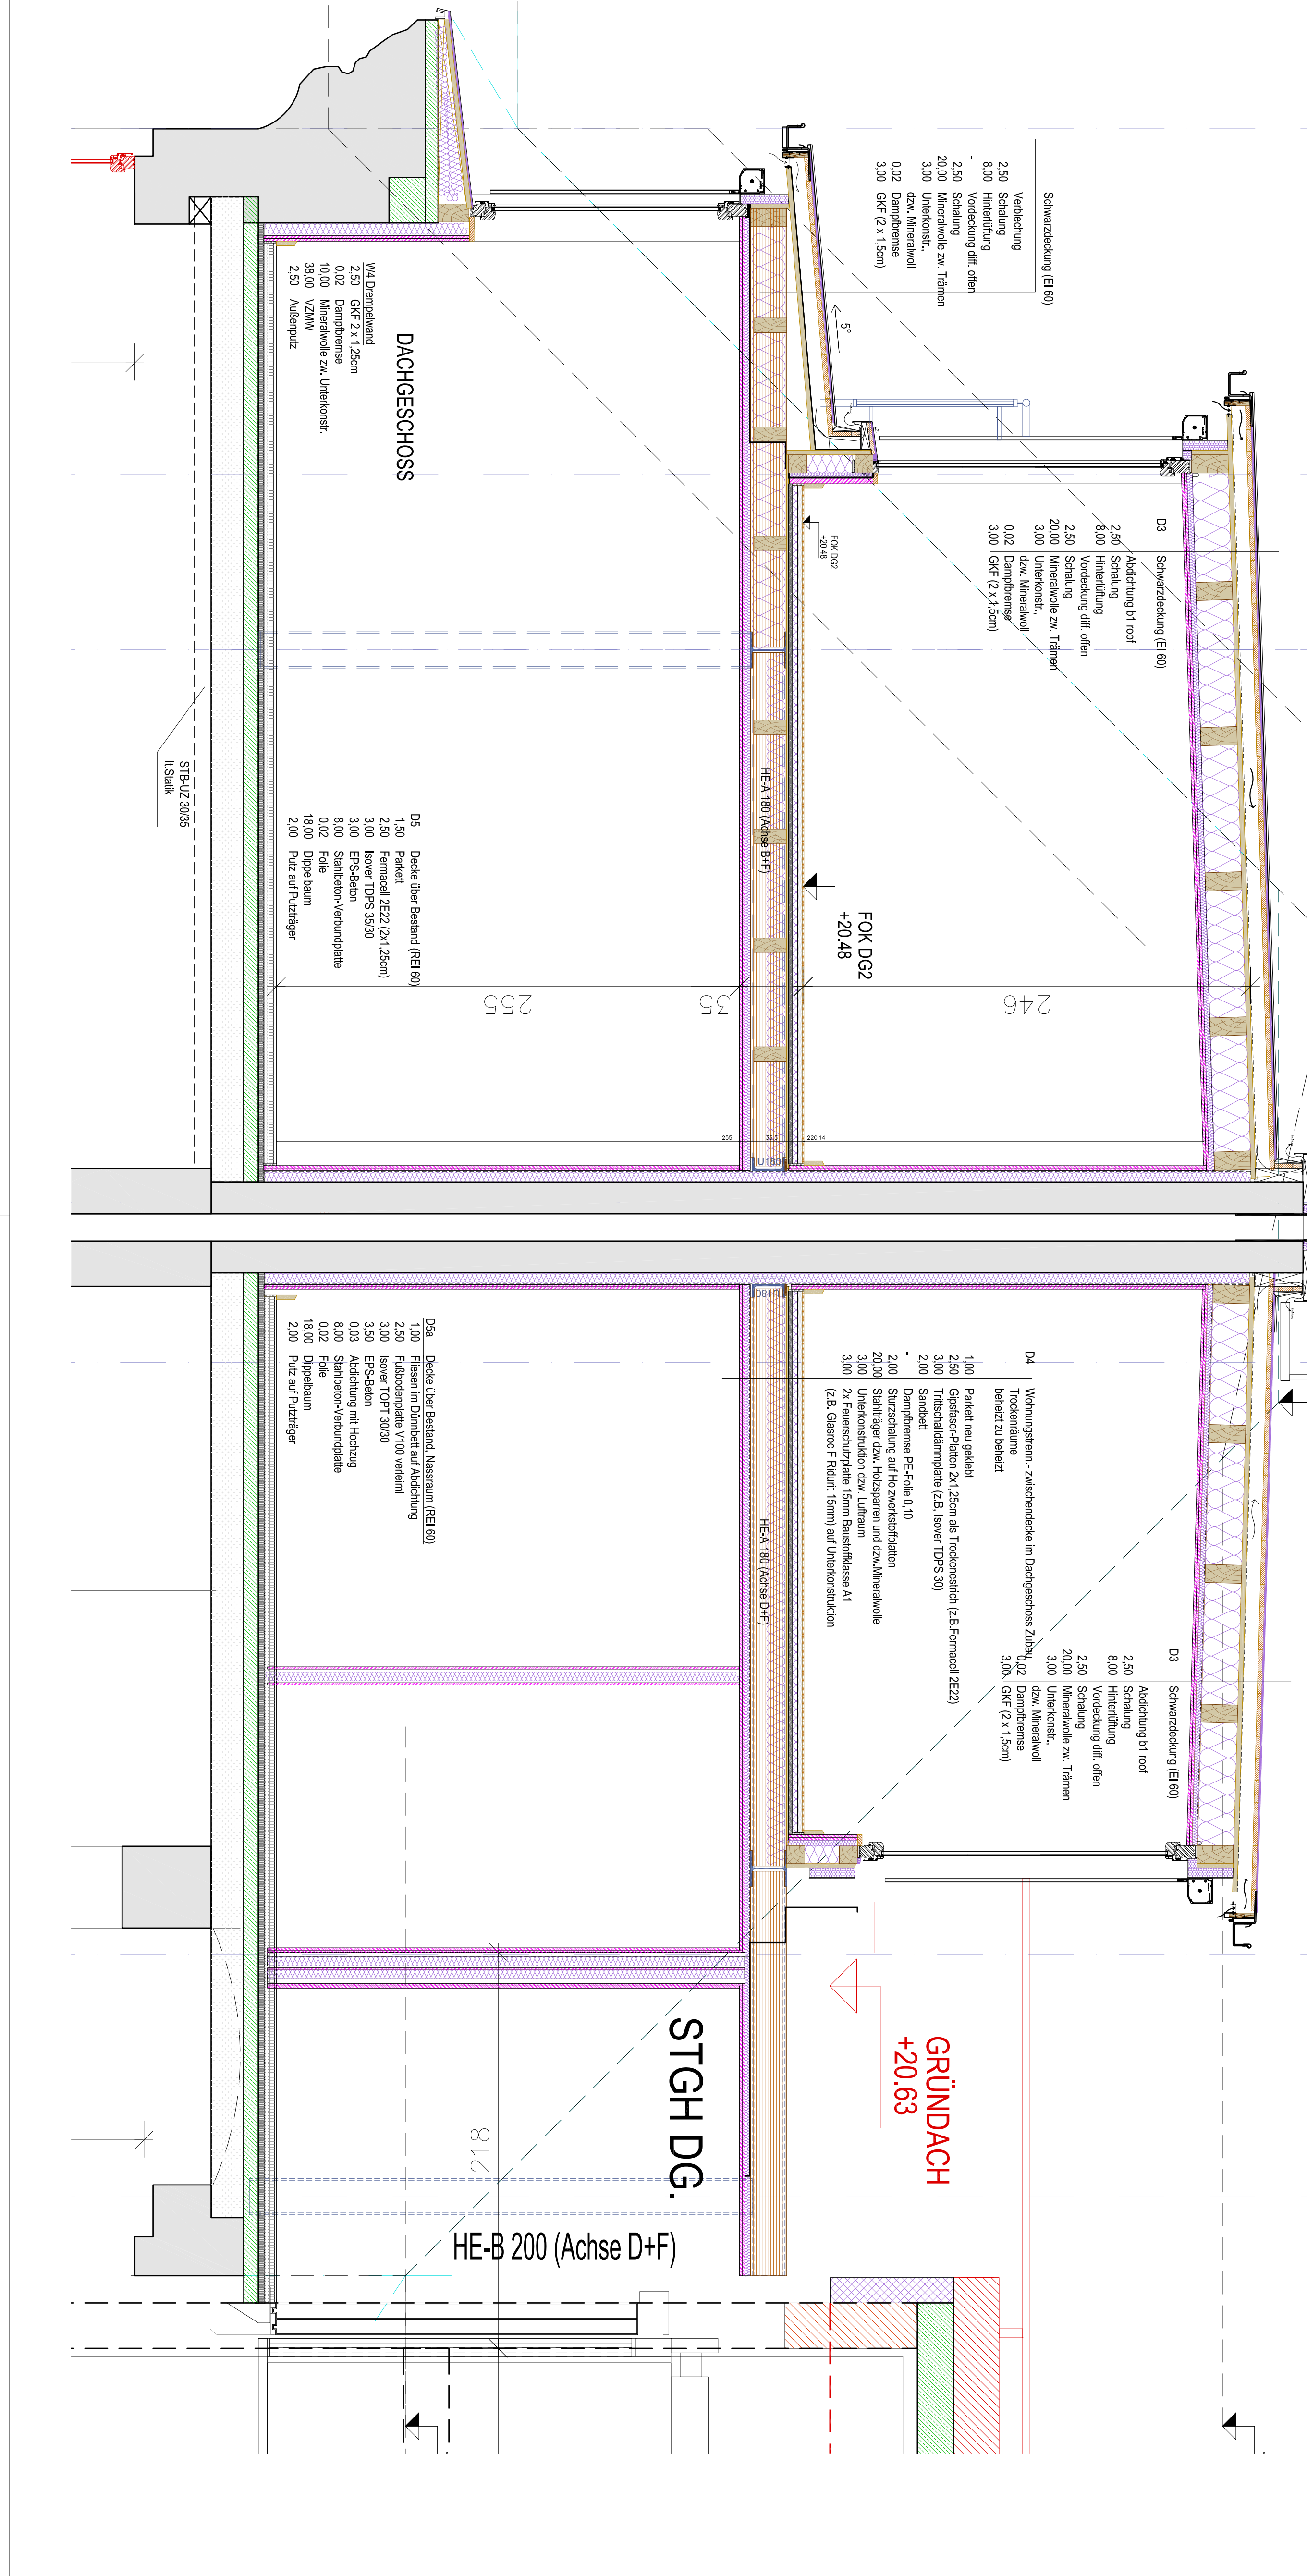 Schwarzdeckung (EI 60)
Verblechung
2,50 Schalung
8,00 Hinterlüftung
- Vordeckung diff. offen
2,50 Schalung
20,00 Mineralwolle zw. Trämen
3,00 Unterkonstr.,
dzw. Mineralwoll
0,02 Dampfbremse
3,00 GKF (2 x 1,5cm)
5°
D3 Schwarzdeckung (EI 60)
Abdichtung b1 roof
2,50 Schalung
8,00 Hinterlüftung
Vordeckung diff. offen
2,50 Schalung
20,00 Mineralwolle zw. Trämen
3,00 Unterkonstr.,
dzw. Mineralwoll
0,02 Dampfbremse
3,00 GKF (2 x 1,5cm)
FOK DG2
+20.48
DACHGESCHOSS
W4 Drempelwand
2,50 GKF 2 x 1,25cm
0,02 Dampfbremse
10,00 Mineralwolle zw. Unterkonstr.
38,00 VZMW
2,50 Außenputz
HE-A 180 (Achse B+F)
FOK DG2
+20.48
D5 Decke über Bestand (REI 60)
1,50 Parkett
2,50 Fermacell 2E22 (2x1,25cm)
3,00 Isover TDPS 35/30
3,00 EPS-Beton
8,00 Stahlbeton-Verbundplatte
0,02 Folie
18,00 Dippelbaum
2,00 Putz auf Putzträger
STB-UZ 30/35
lt.Statik
246
35
255
220.14
35.5
255
U180
U180
D4 Wohnungstrenn.- zwischendecke im Dachgeschoss Zubau
Trockenräume
beheizt zu beheizt
1,00 Parkett neu geklebt
2,50 Gipsfaser-Platten 2x1,25cm als Trockenestrich (z.B.Fermacell 2E22)
3,00 Trittschalldämmplatte (z.B. Isover TDPS 30)
2,00 Sandbett
- Dampfbremse PE-Folie 0,10
2,00 Sturzschalung auf Holzwerkstoffplatten
20,00 Stahlträger dzw. Holzsparren und dzw.Mineralwolle
3,00 Unterkonstruktion dzw. Luftraum
3,00 2x Feuerschutzplatte 15mm Baustoffklasse A1
(z.B. Glasroc F Ridurit 15mm) auf Unterkonstruktion
D5a Decke über Bestand, Nassraum (REI 60)
1,00 Fliesen im Dünnbett auf Abdichtung
2,50 Fußbodenplatte V100 verleiml
3,00 Isover TOPT 30/30
3,50 EPS-Beton
0,03 Abdichtung mit Hochzug
8,00 Stahlbeton-Verbundplatte
0,02 Folie
18,00 Dippelbaum
2,00 Putz auf Putzträger
HE-A 180 (Achse D+F)
D3 Schwarzdeckung (EI 60)
Abdichtung b1 roof
2,50 Schalung
8,00 Hinterlüftung
Vordeckung diff. offen
2,50 Schalung
20,00 Mineralwolle zw. Trämen
3,00 Unterkonstr.,
dzw. Mineralwoll
0,02 Dampfbremse
3,00 GKF (2 x 1,5cm)
GRÜNDACH
+20.63
STGH DG.
218
HE-B 200 (Achse D+F)